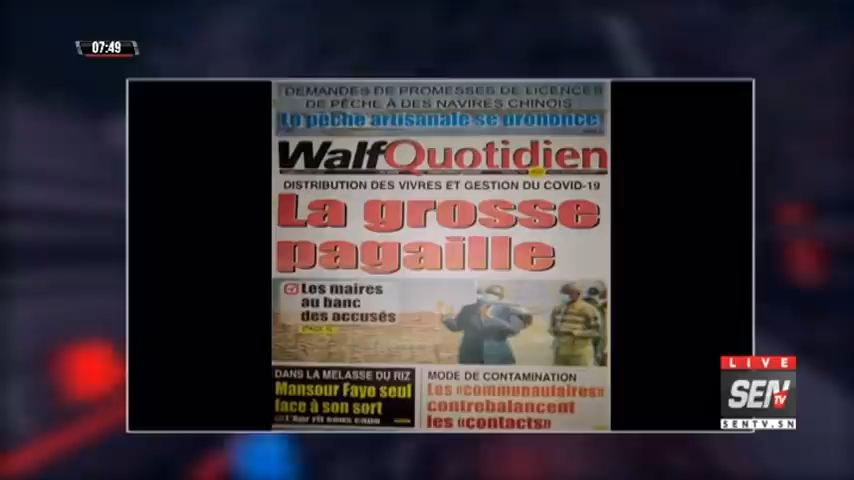 07:49
DEMANDES DE PROMESSES DE LICENCES
DE PÊCHE À DES NAVIRES CHINOIS
La pêche artisanale se prononce
WalfQuotidien
DISTRIBUTION DES VIVRES ET GESTION DU COVID-19
La grosse
pagaille
Les maires
au banc
des accusés
DANS LA MELASSE DU RIZ
Mansour Faye seul
face à son sort
MODE DE CONTAMINATION
Les «communautaires»
contrebalancent
les «contacts»
LIVE
SEN TV
SENTV.SN